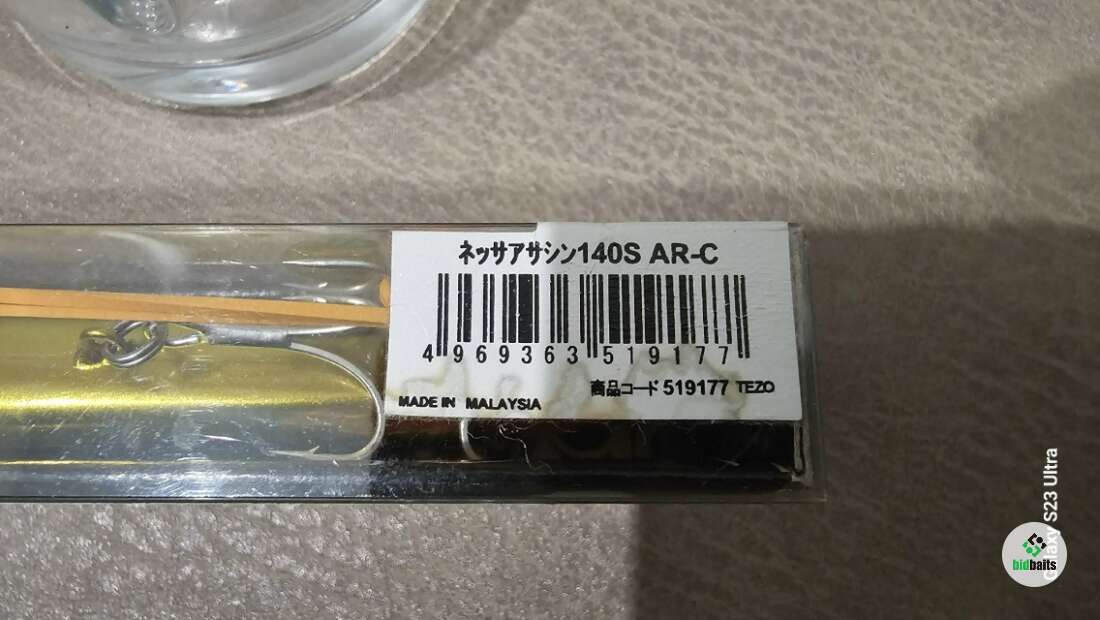 ネッサアサシン140S AR-C
4 969363 519177
商品コード 519177 TEZO
MADE IN MALAYSIA
Galaxy S23 Ultra
bidbaits